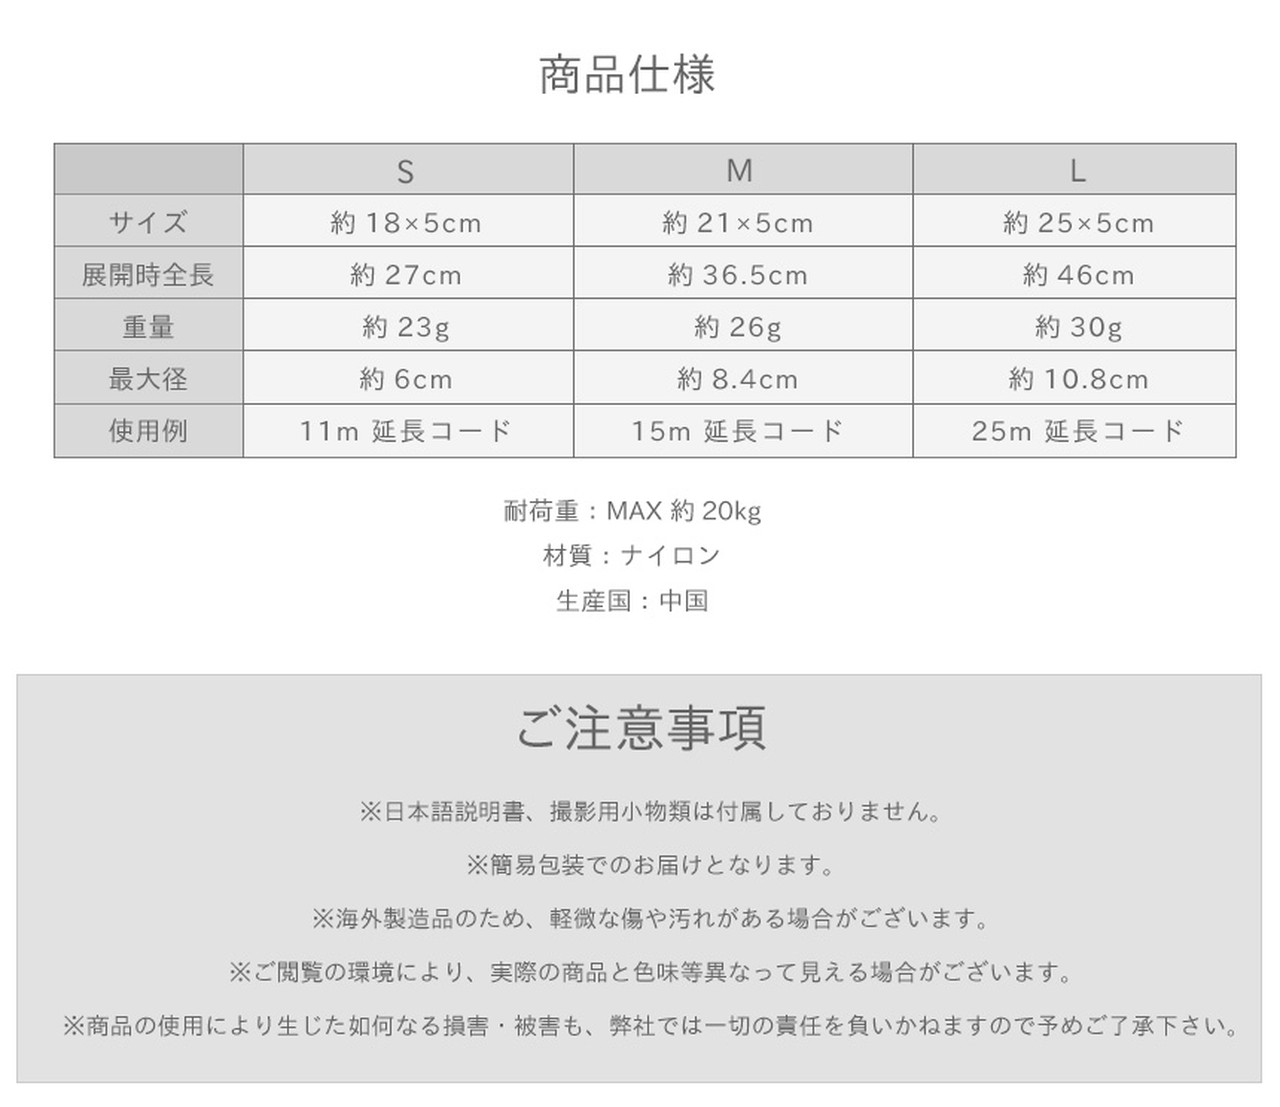 商品仕様
S M L
サイズ 約 18×5cm 約 21×5cm 約 25×5cm
展開時全長 約 27cm 約 36.5cm 約 46cm
重量 約 23g 約 26g 約 30g
最大径 約 6cm 約 8.4cm 約 10.8cm
使用例 11m 延長コード 15m 延長コード 25m 延長コード
耐荷重：MAX 約 20kg
材質：ナイロン
生産国：中国
ご注意事項
※日本語説明書、撮影用小物類は付属しておりません。
※簡易包装でのお届けとなります。
※海外製造品のため、軽微な傷や汚れがある場合がございます。
※ご閲覧の環境により、実際の商品と色味等異なって見える場合がございます。
※商品の使用により生じた如何なる損害・被害も、弊社では一切の責任を負いかねますので予めご了承下さい。